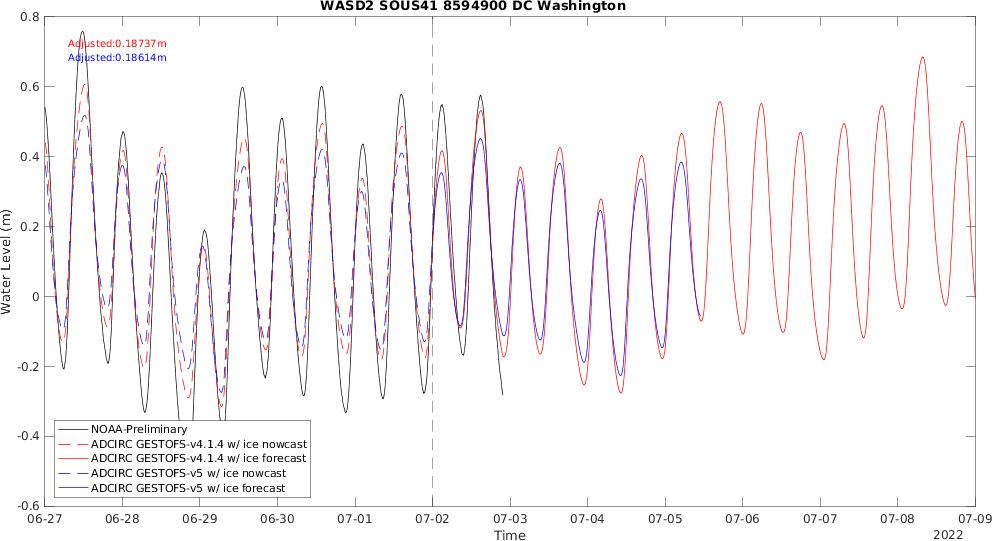 WASD2 SOUS41 8594900 DC Washington
Adjusted:0.18737m
Adjusted:0.18614m
Water Level (m)
0.8
0.6
0.4
0.2
0
-0.2
-0.4
-0.6
NOAA-Preliminary
ADCIRC GESTOFS-v4.1.4 w/ ice nowcast
ADCIRC GESTOFS-v4.1.4 w/ ice forecast
ADCIRC GESTOFS-v5 w/ ice nowcast
ADCIRC GESTOFS-v5 w/ ice forecast
06-27 06-28 06-29 06-30 07-01 07-02 07-03 07-04 07-05 07-06 07-07 07-08 07-09
Time
2022